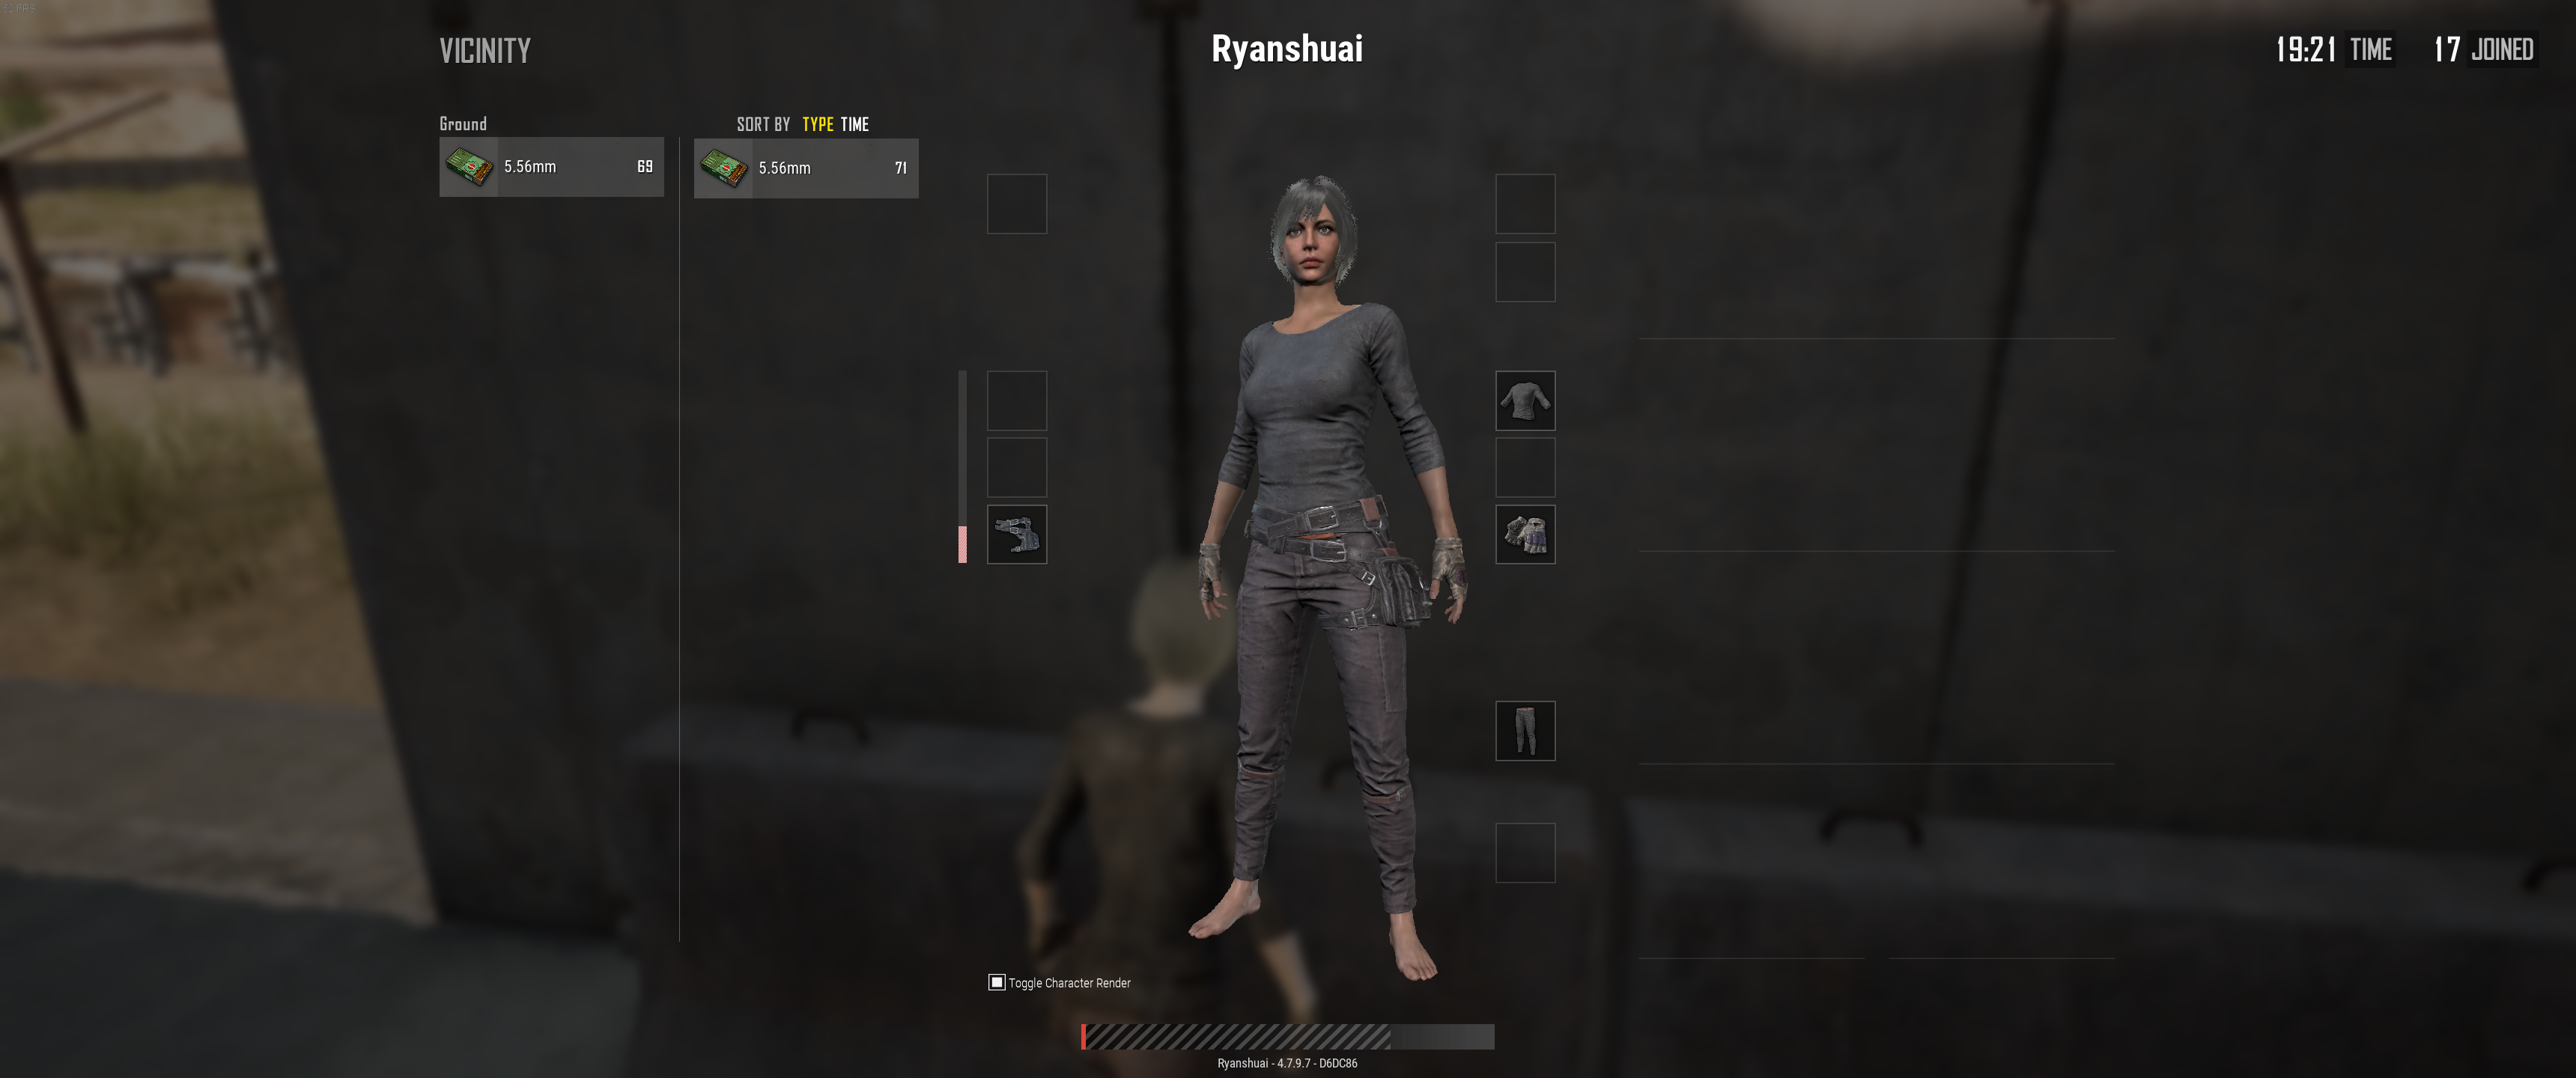 VICINITY
Ryanshuai
19:21 TIME 17 JOINED
Ground
SORT BY TYPE TIME
5.56mm 69
5.56mm 71
Toggle Character Render
Ryanshuai - 4.7.9.7 - D6DC86